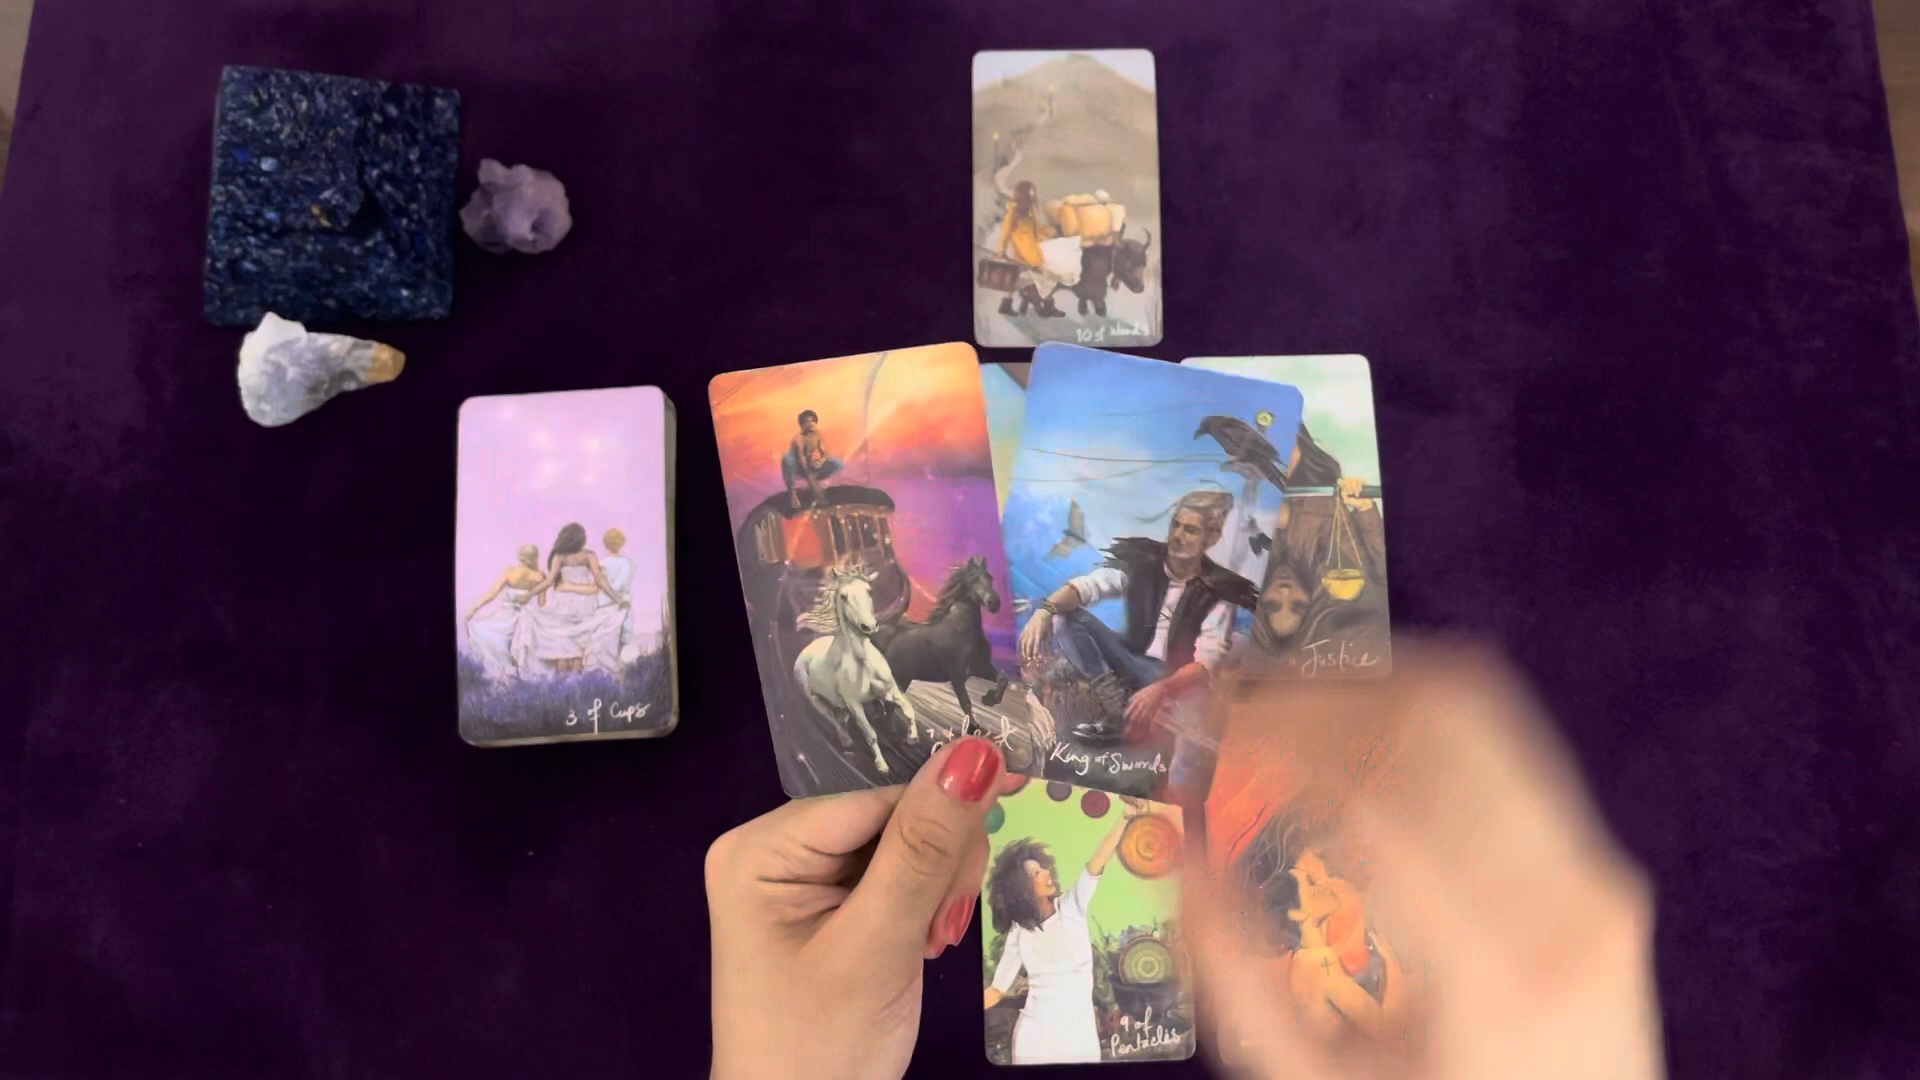 10 of Wands
Justice
3 of Cups
King of Swords
9 of
Pentacles